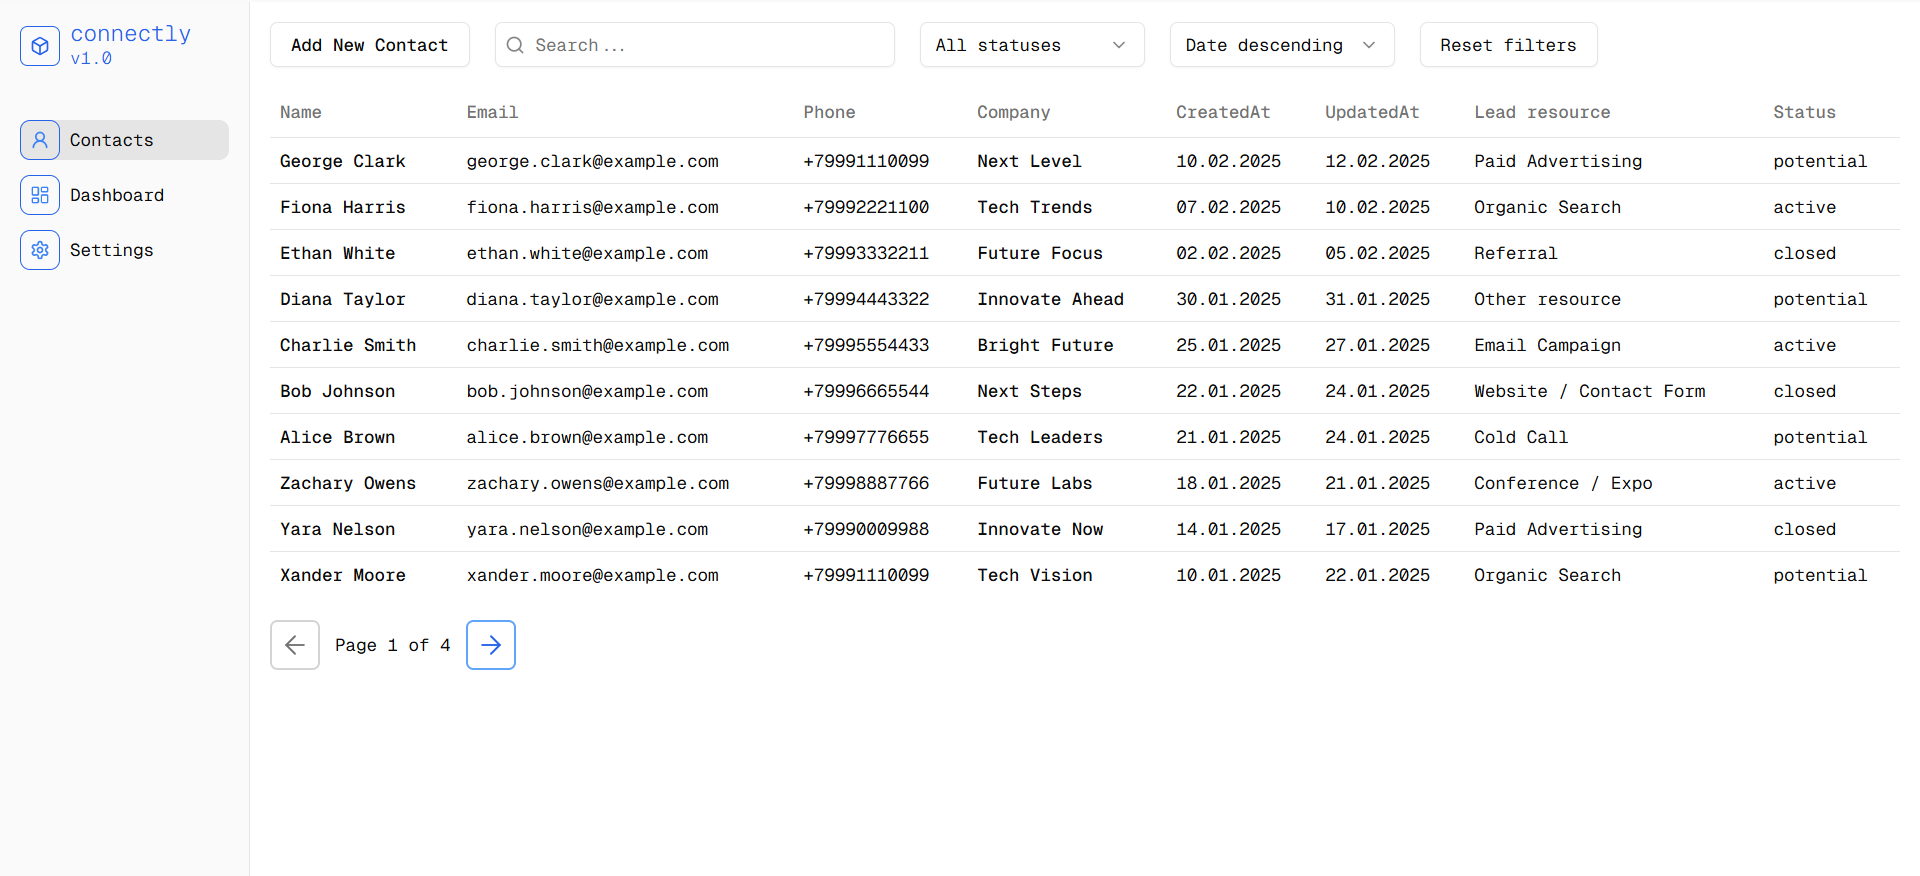 connectly
v1.0
Contacts
Dashboard
Settings
Add New Contact
Search...
All statuses
Date descending
Reset filters
Name Email Phone Company CreatedAt UpdatedAt Lead resource Status
George Clark george.clark@example.com +79991110099 Next Level 10.02.2025 12.02.2025 Paid Advertising potential
Fiona Harris fiona.harris@example.com +79992221100 Tech Trends 07.02.2025 10.02.2025 Organic Search active
Ethan White ethan.white@example.com +79993332211 Future Focus 02.02.2025 05.02.2025 Referral closed
Diana Taylor diana.taylor@example.com +79994443322 Innovate Ahead 30.01.2025 31.01.2025 Other resource potential
Charlie Smith charlie.smith@example.com +79995554433 Bright Future 25.01.2025 27.01.2025 Email Campaign active
Bob Johnson bob.johnson@example.com +79996665544 Next Steps 22.01.2025 24.01.2025 Website / Contact Form closed
Alice Brown alice.brown@example.com +79997776655 Tech Leaders 21.01.2025 24.01.2025 Cold Call potential
Zachary Owens zachary.owens@example.com +79998887766 Future Labs 18.01.2025 21.01.2025 Conference / Expo active
Yara Nelson yara.nelson@example.com +79990009988 Innovate Now 14.01.2025 17.01.2025 Paid Advertising closed
Xander Moore xander.moore@example.com +79991110099 Tech Vision 10.01.2025 22.01.2025 Organic Search potential
Page 1 of 4